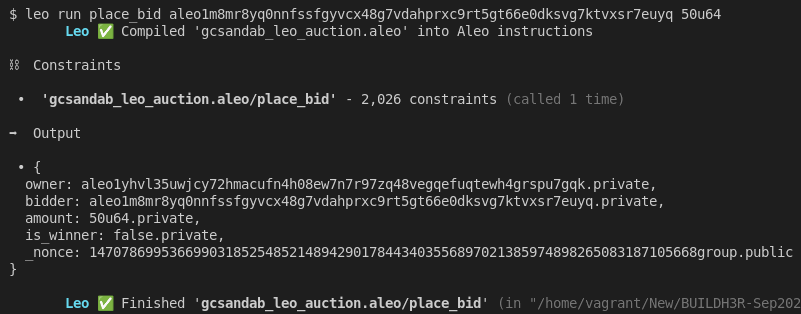 $ leo run place_bid aleo1m8mr8yq0nnfssfgyvcx48g7vdahprxc9rt5gt66e0dksvg7ktvxsr7euyq 50u64
Leo ✅ Compiled 'gcsandab_leo_auction.aleo' into Aleo instructions
⛓ Constraints
• 'gcsandab_leo_auction.aleo/place_bid' - 2,026 constraints (called 1 time)
➡ Output
• {
owner: aleo1yhvl35uwjcy72hmacufn4h08ew7n7r97zq48vegqefuqtewh4grspu7gqk.private,
bidder: aleo1m8mr8yq0nnfssfgyvcx48g7vdahprxc9rt5gt66e0dksvg7ktvxsr7euyq.private,
amount: 50u64.private,
is_winner: false.private,
_nonce: 1470786995366990318525485214894290178443403556897021385974898265083187105668group.public
}
Leo ✅ Finished 'gcsandab_leo_auction.aleo/place_bid' (in "/home/vagrant/New/BUILDH3R-Sep202